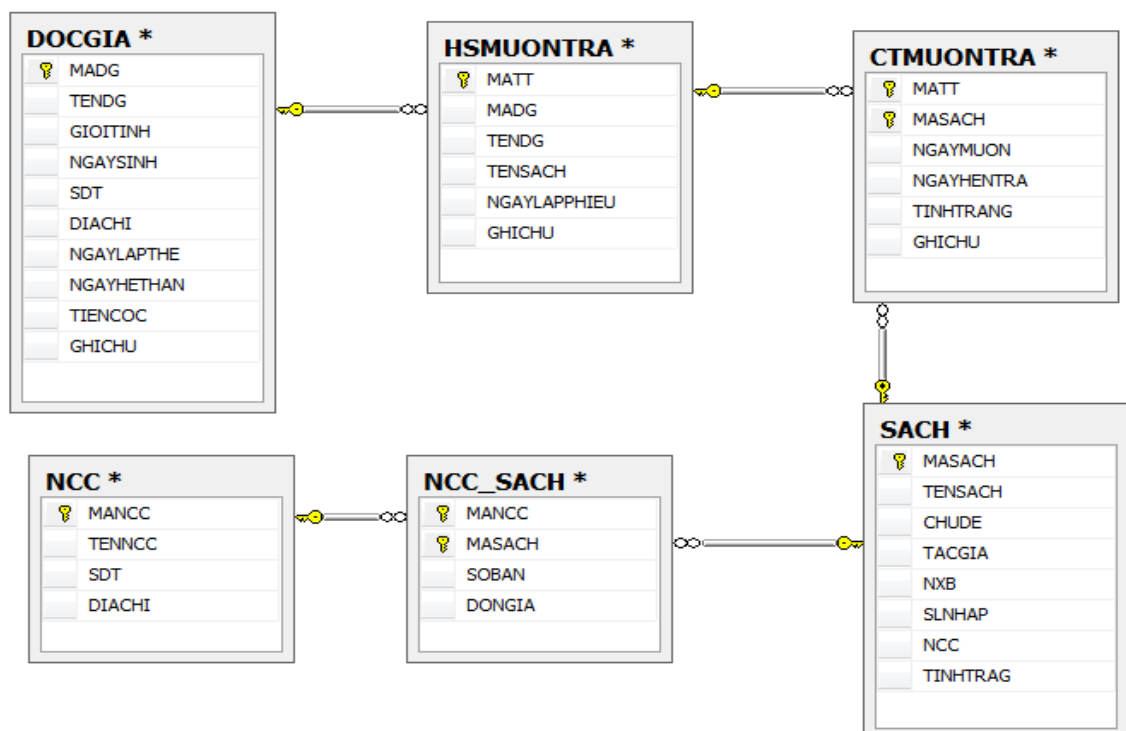 DOCGIA *
MADG
TENDG
GIOITINH
NGAYSINH
SDT
DIACHI
NGAYLAPTHE
NGAYHETHAN
TIENCOC
GHICHU
HSMUONTRA *
MATT
MADG
TENDG
TENSACH
NGAYLAPPHIEU
GHICHU
CTMUONTRA *
MATT
MASACH
NGAYMUON
NGAYHENTRA
TINHTRANG
GHICHU
NCC *
MANCC
TENNCC
SDT
DIACHI
NCC_SACH *
MANCC
MASACH
SOBAN
DONGIA
SACH *
MASACH
TENSACH
CHUDE
TACGIA
NXB
SLNHAP
NCC
TINHTRAG